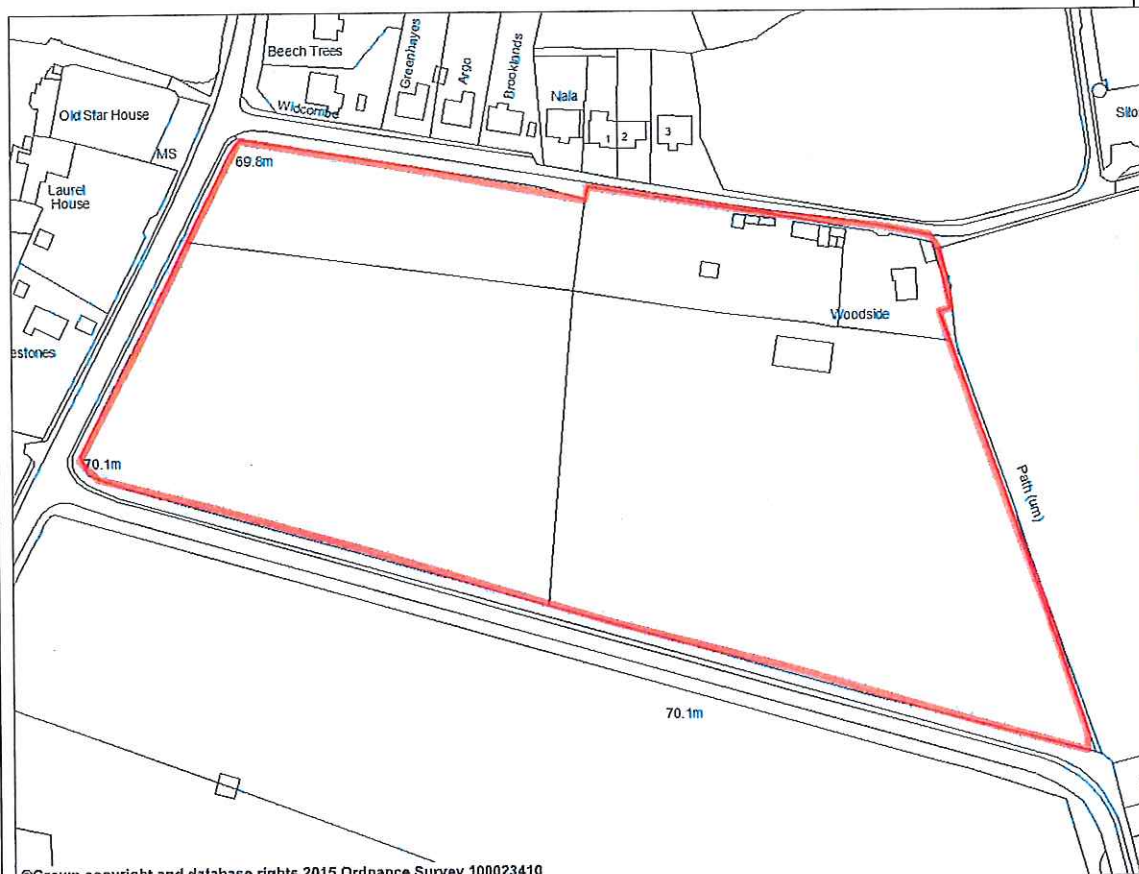 Beech Trees
Greenhayes
Argo
Brooklands
Widcombe
Nala
1
2
3
Old Star House
MS
Laurel
House
69.8m
Woodside
estones
70.1m
Path (um)
70.1m
©Crown copyright and database rights 2015 Ordnance Survey 100023410